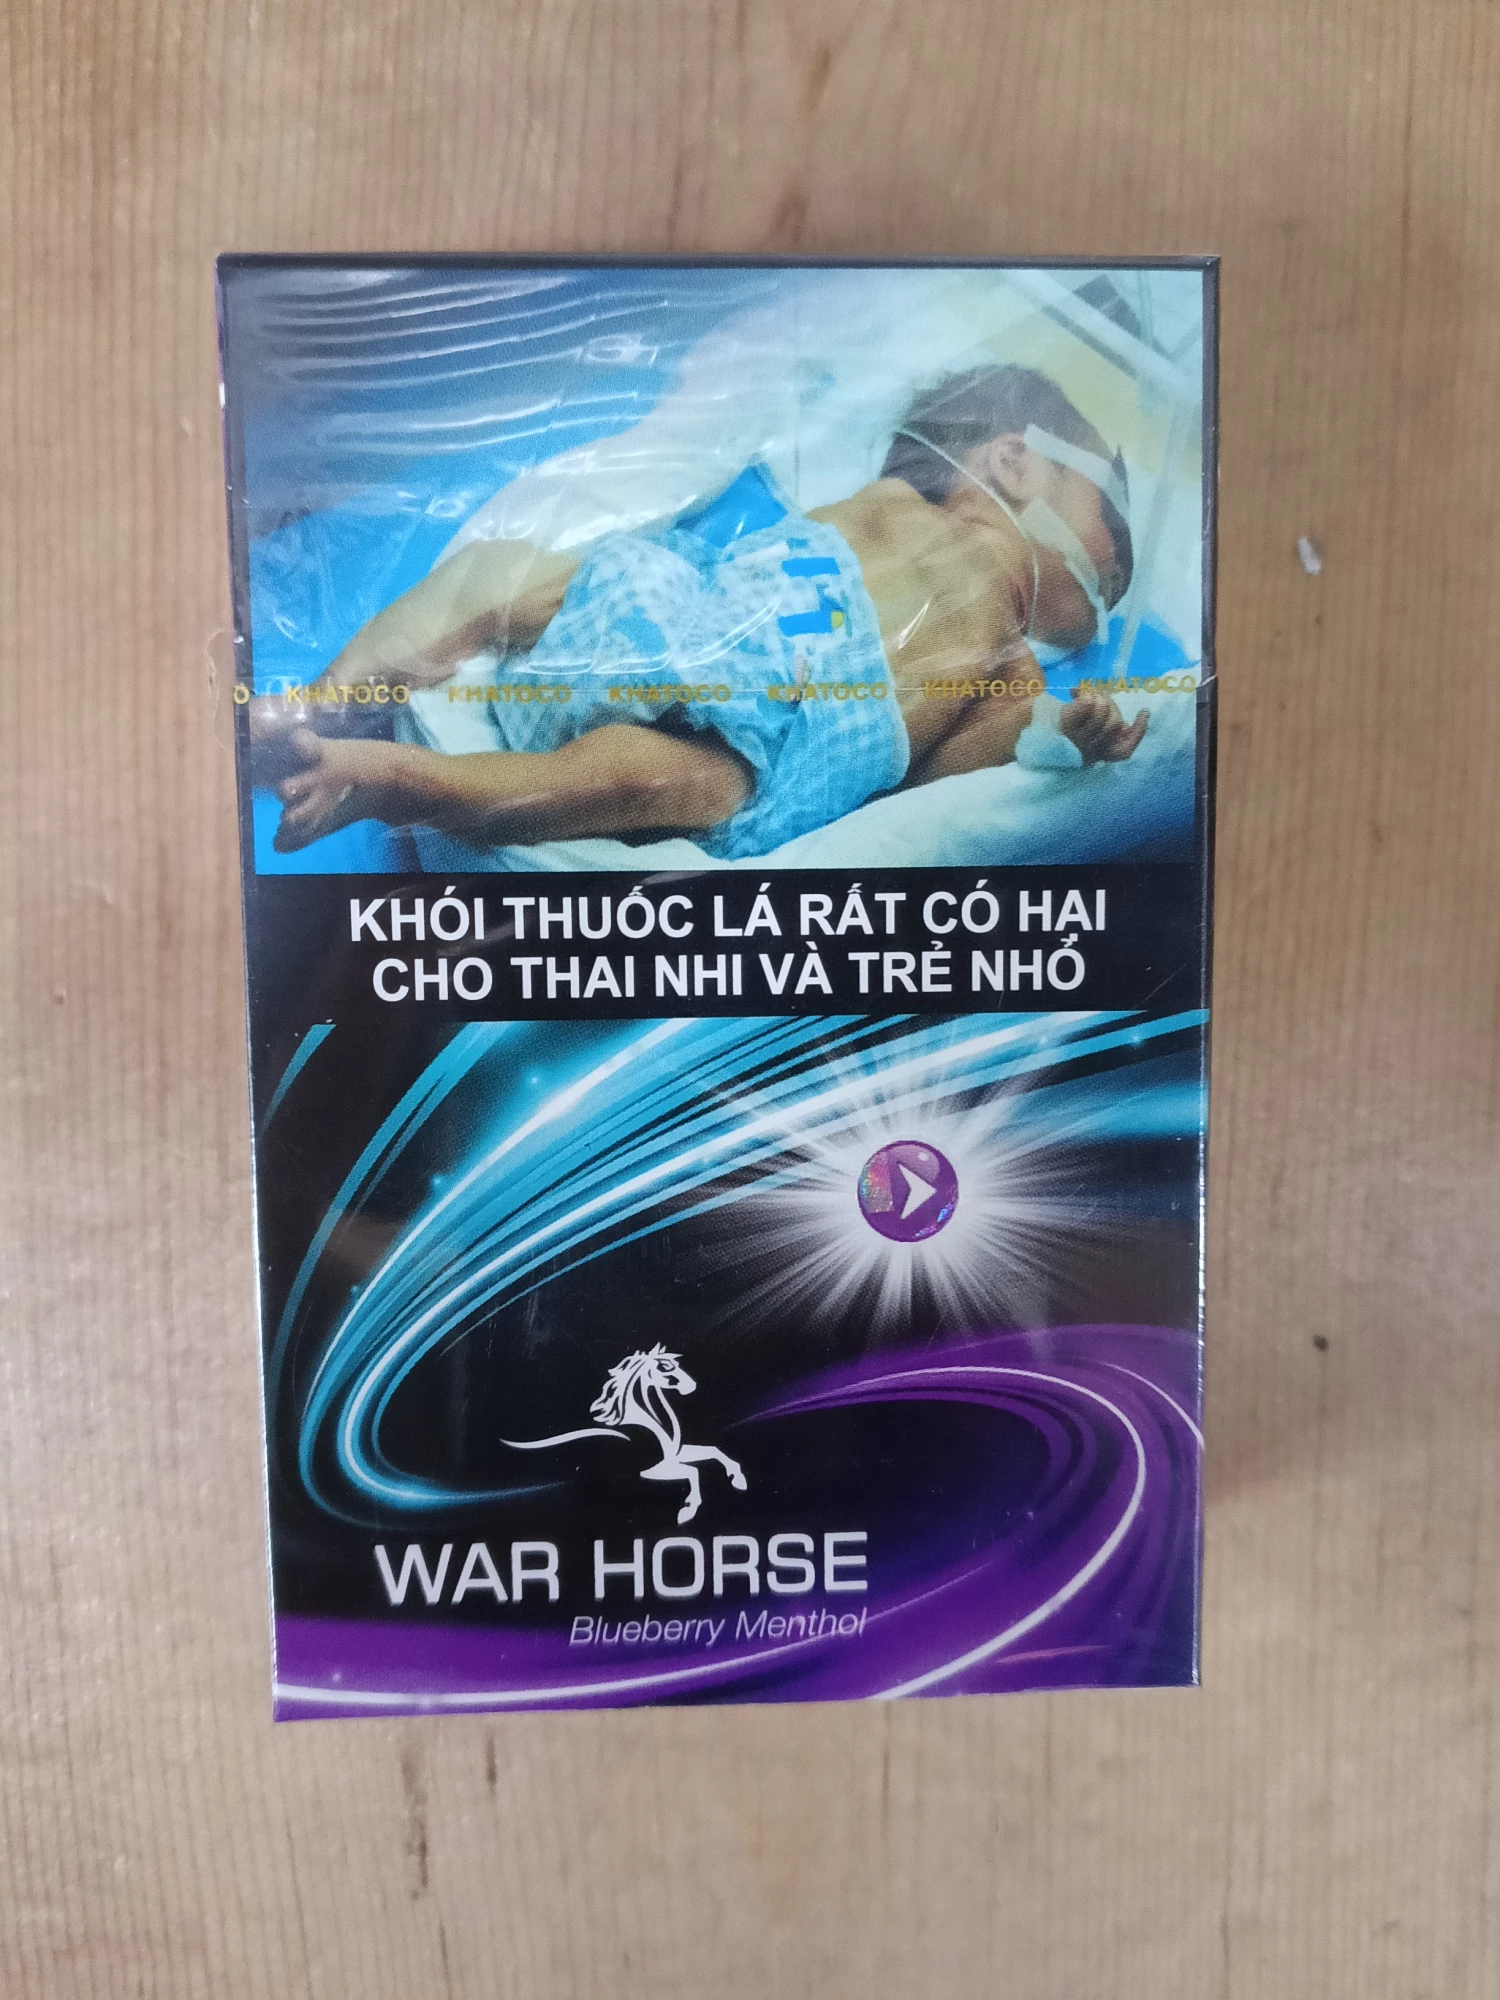 O KHATOCO KHATOCO KHATOCO KHATOCO KHATOCO KHATOCO
KHÓI THUỐC LÁ RẤT CÓ HẠI
CHO THAI NHI VÀ TRẺ NHỎ
WAR HORSE
Blueberry Menthol